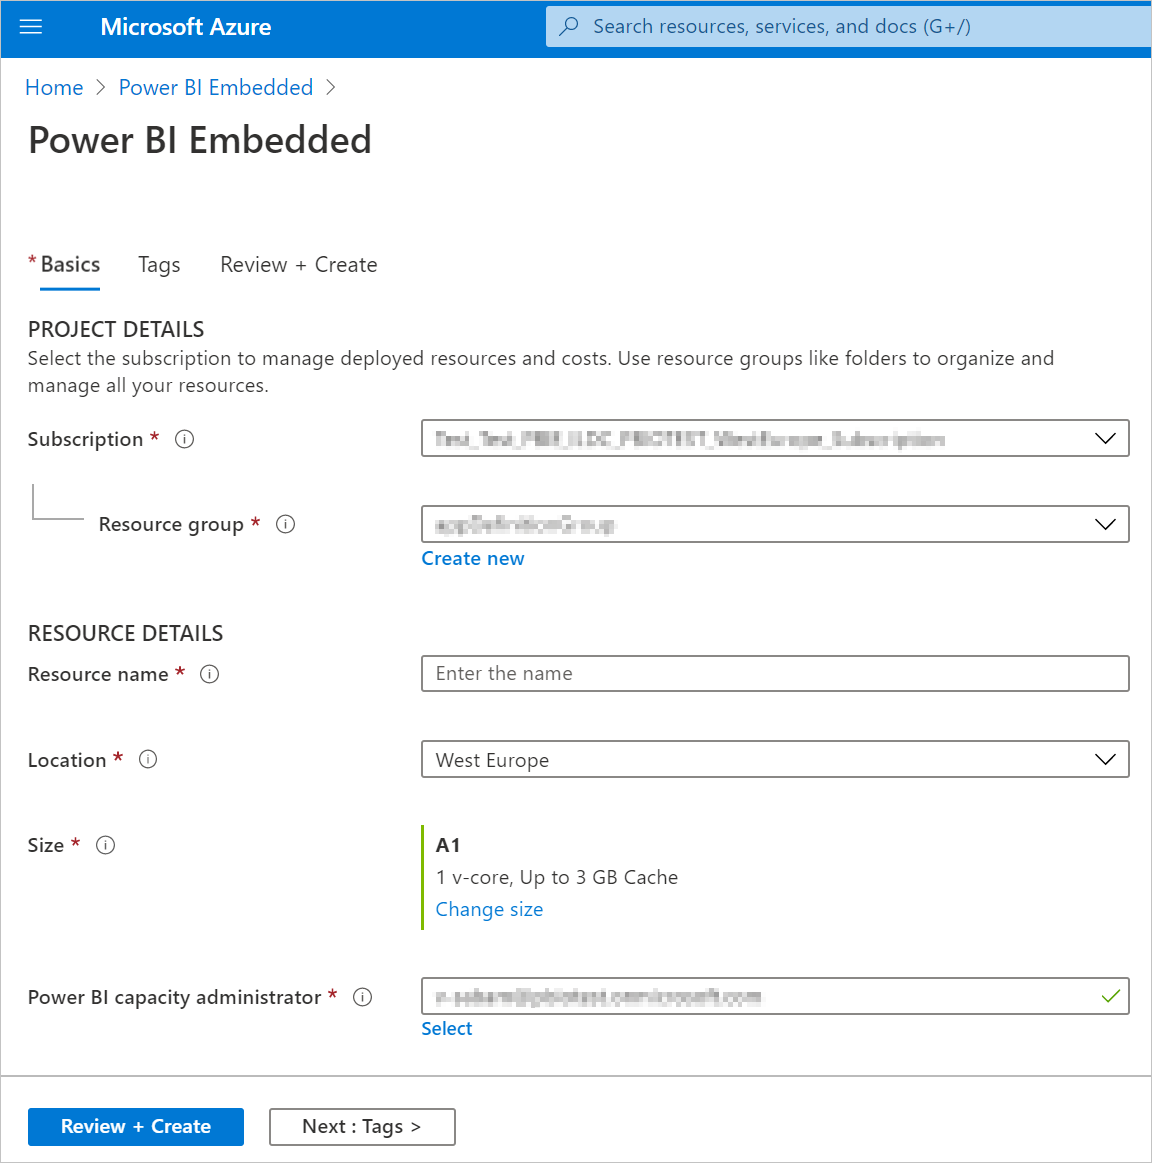 Microsoft Azure
Search resources, services, and docs (G+/)
Home > Power BI Embedded >
Power BI Embedded
* Basics Tags Review + Create
PROJECT DETAILS
Select the subscription to manage deployed resources and costs. Use resource groups like folders to organize and
manage all your resources.
Subscription *
Resource group *
Create new
RESOURCE DETAILS
Resource name * Enter the name
Location * West Europe
Size * A1
1 v-core, Up to 3 GB Cache
Change size
Power BI capacity administrator *
Select
Review + Create Next : Tags >